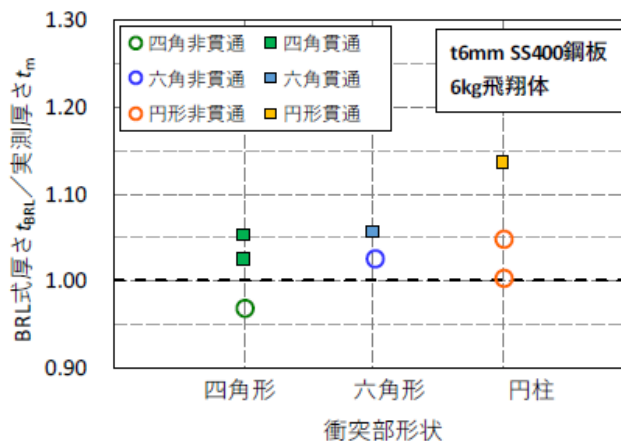 1.30
1.20
1.10
1.00
0.90
BRL式厚さtBRL／実測厚さtm
四角非貫通 四角貫通
六角非貫通 六角貫通
円形非貫通 円形貫通
t6mm SS400鋼板
6kg飛翔体
四角形 六角形 円柱
衝突部形状